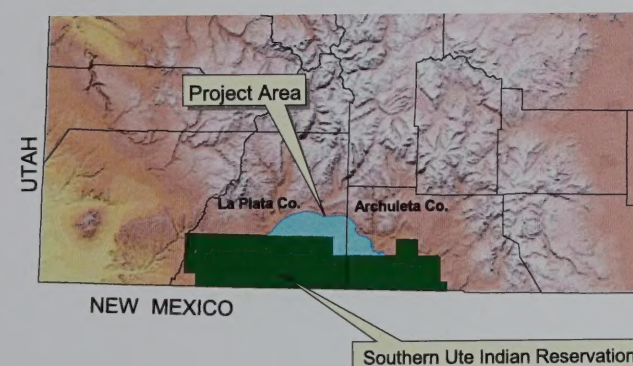 Project Area
UTAH
La Plata Co.
Archuleta Co.
NEW MEXICO
Southern Ute Indian Reservation